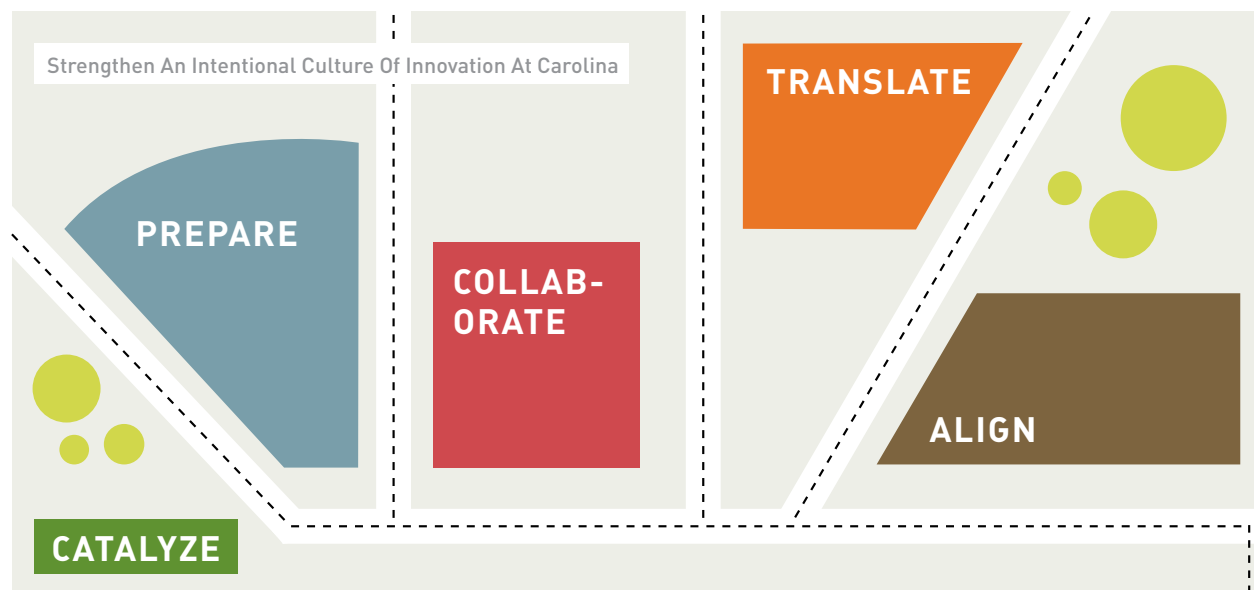 Strengthen An Intentional Culture Of Innovation At Carolina
TRANSLATE
PREPARE
COLLAB-
ORATE
ALIGN
CATALYZE